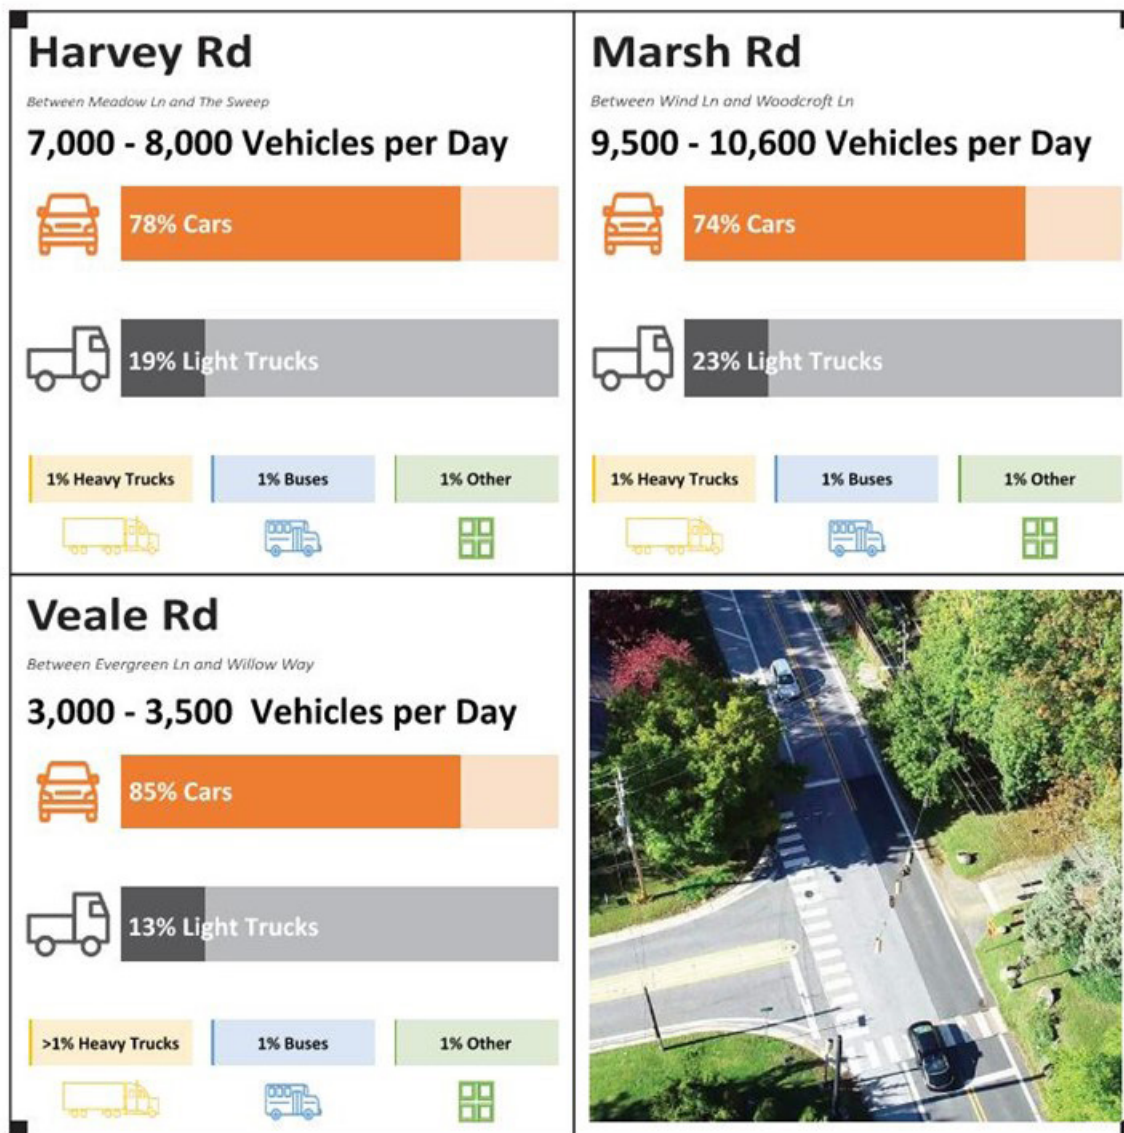 Harvey Rd
Between Meadow Ln and The Sweep
7,000 - 8,000 Vehicles per Day
78% Cars
19% Light Trucks
1% Heavy Trucks
1% Buses
1% Other
Marsh Rd
Between Wind Ln and Woodcroft Ln
9,500 - 10,600 Vehicles per Day
74% Cars
23% Light Trucks
1% Heavy Trucks
1% Buses
1% Other
Veale Rd
Between Evergreen Ln and Willow Way
3,000 - 3,500 Vehicles per Day
85% Cars
13% Light Trucks
>1% Heavy Trucks
1% Buses
1% Other